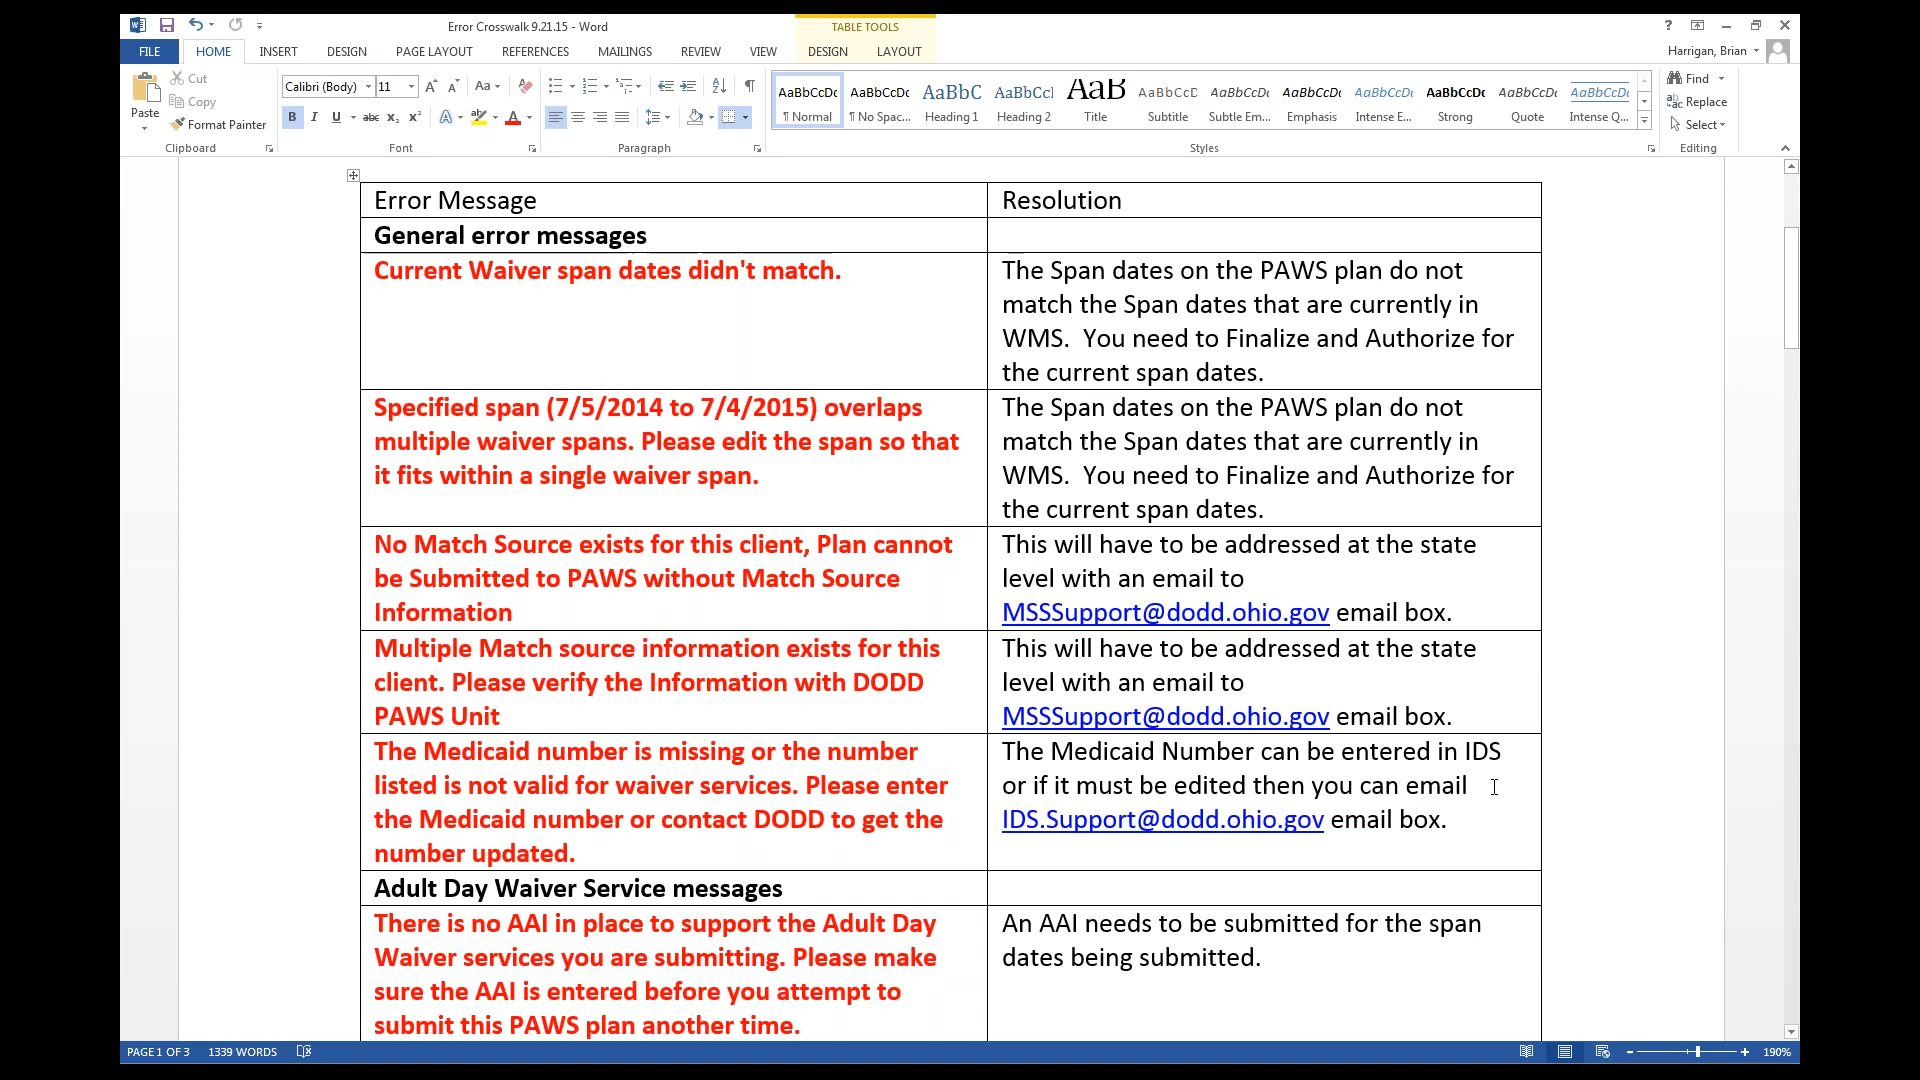 Error Crosswalk 9.21.15 - Word
TABLE TOOLS
?
FILE
HOME
INSERT
DESIGN
PAGE LAYOUT
REFERENCES
MAILINGS
REVIEW
VIEW
DESIGN
LAYOUT
Harrigan, Brian
Paste
Cut
Copy
Format Painter
Clipboard
Calibri (Body)
11
Aa
B I U abc x₂ x²
Font
Paragraph
AaBbCcDc
¶ Normal
AaBbCcDc
¶ No Spac...
AaBbC
Heading 1
AaBbCcl
Heading 2
AaB
Title
AaBbCcD
Subtitle
AaBbCcDc
Subtle Em...
AaBbCcDc
Emphasis
AaBbCcDc
Intense E...
AaBbCcDc
Strong
AaBbCcDc
Quote
AaBbCcDc
Intense Q...
Styles
Find
Replace
Select
Editing
Error Message
Resolution
General error messages
Current Waiver span dates didn't match.
The Span dates on the PAWS plan do not
match the Span dates that are currently in
WMS.  You need to Finalize and Authorize for
the current span dates.
Specified span (7/5/2014 to 7/4/2015) overlaps
multiple waiver spans. Please edit the span so that
it fits within a single waiver span.
The Span dates on the PAWS plan do not
match the Span dates that are currently in
WMS.  You need to Finalize and Authorize for
the current span dates.
No Match Source exists for this client, Plan cannot
be Submitted to PAWS without Match Source
Information
This will have to be addressed at the state
level with an email to
MSSSupport@dodd.ohio.gov email box.
Multiple Match source information exists for this
client. Please verify the Information with DODD
PAWS Unit
This will have to be addressed at the state
level with an email to
MSSSupport@dodd.ohio.gov email box.
The Medicaid number is missing or the number
listed is not valid for waiver services. Please enter
the Medicaid number or contact DODD to get the
number updated.
The Medicaid Number can be entered in IDS
or if it must be edited then you can email
IDS.Support@dodd.ohio.gov email box.
Adult Day Waiver Service messages
There is no AAI in place to support the Adult Day
Waiver services you are submitting. Please make
sure the AAI is entered before you attempt to
submit this PAWS plan another time.
An AAI needs to be submitted for the span
dates being submitted.
PAGE 1 OF 3
1339 WORDS
190%